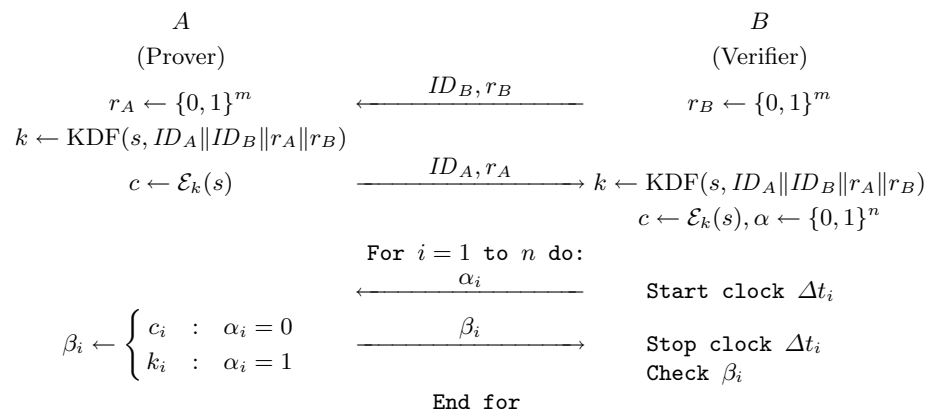 A B
(Prover) (Verifier)
r_A ← {0, 1}^m ID_B, r_B r_B ← {0, 1}^m
k ← KDF(s, ID_A‖ID_B‖r_A‖r_B)
c ← ℰ_k(s) ID_A, r_A k ← KDF(s, ID_A‖ID_B‖r_A‖r_B)
c ← ℰ_k(s), α ← {0, 1}^n
For i = 1 to n do:
α_i Start clock Δt_i
β_i ← { c_i : α_i = 0 β_i Stop clock Δt_i
k_i : α_i = 1 Check β_i
End for